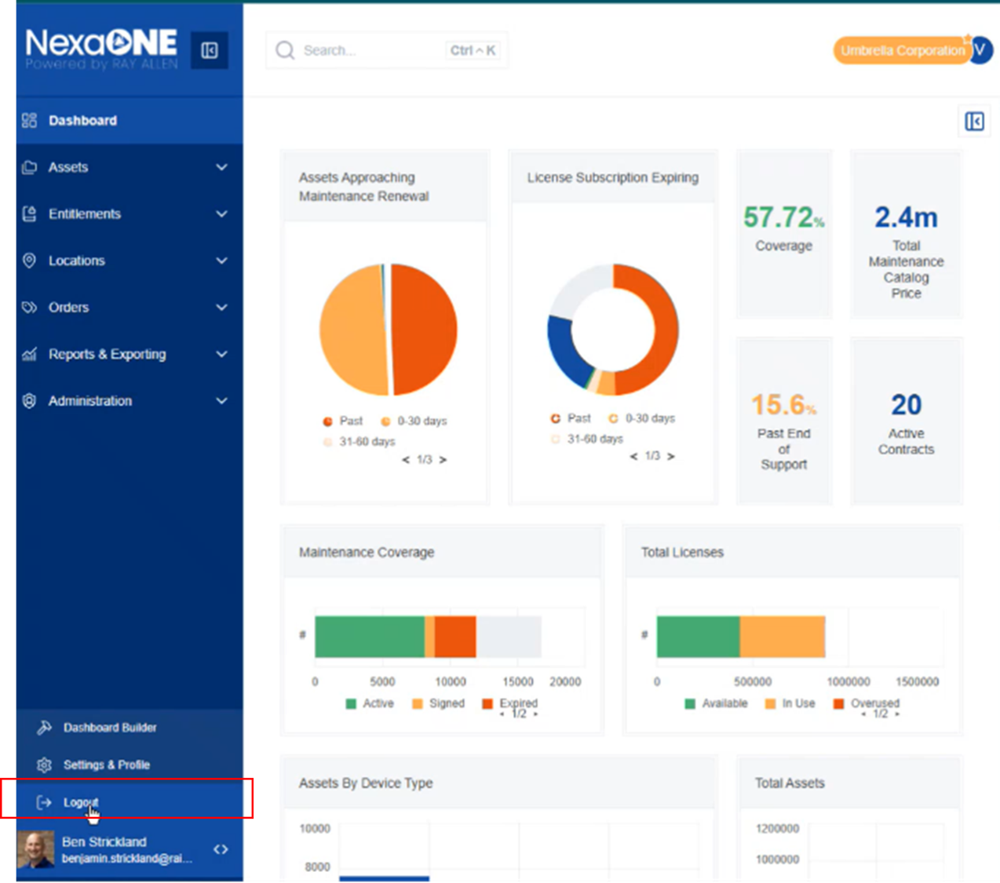 NexaONE
Powered by RAY ALLEN
Search...
Ctrl ^ K
Umbrella Corporation
V
Dashboard
Assets
Entitlements
Locations
Orders
Reports & Exporting
Administration
Dashboard Builder
Settings & Profile
Logout
Ben Strickland
benjamin.strickland@rai...
Assets Approaching
Maintenance Renewal
Past
0-30 days
31-60 days
< 1/3 >
License Subscription Expiring
Past
0-30 days
31-60 days
< 1/3 >
57.72%
Coverage
2.4m
Total
Maintenance
Catalog
Price
15.6%
Past End
of
Support
20
Active
Contracts
Maintenance Coverage
#
0 5000 10000 15000 20000
Active Signed Expired
1/2
Total Licenses
#
0 500000 1000000 1500000
Available In Use Overused
1/2
Assets By Device Type
10000
8000
Total Assets
1200000
1000000